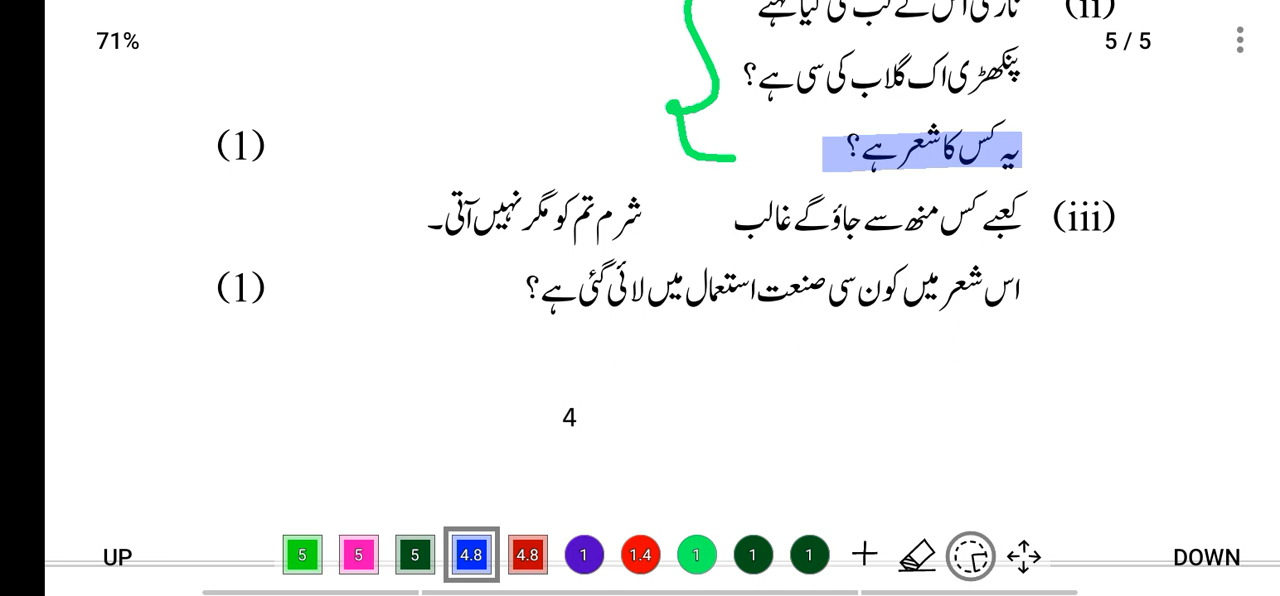 71%
5 / 5
(ii) نازکی اس کے لب کی کیا کہئے
پنکھڑی اک گلاب کی سی ہے؟
یہ کس کا شعر ہے؟ (1)
(iii) کعبے کس منھ سے جاؤ گے غالب شرم تم کو مگر نہیں آتی۔
اس شعر میں کون سی صنعت استعمال میں لائی گئی ہے؟ (1)
4
UP 5 5 5 4.8 4.8 1 1.4 1 1 1 DOWN